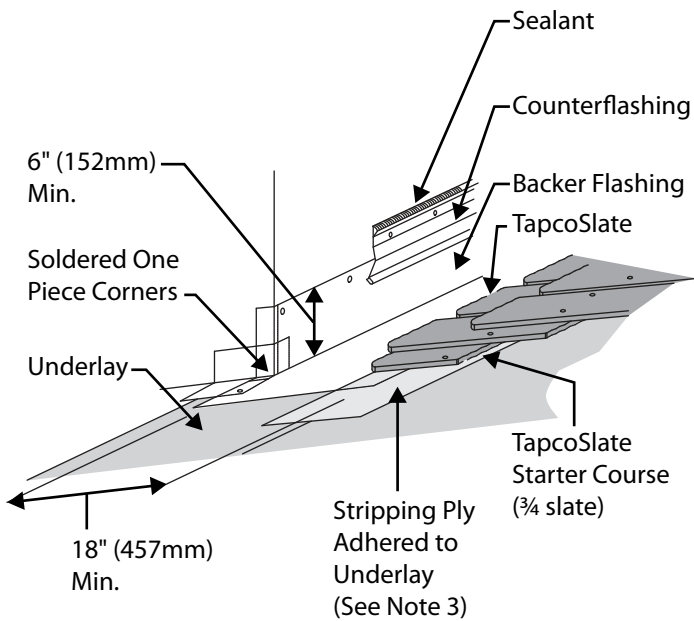 Sealant
Counterflashing
6" (152mm)
Min.
Backer Flashing
TapcoSlate
Soldered One
Piece Corners
Underlay
TapcoSlate
Starter Course
(¾ slate)
Stripping Ply
Adhered to
Underlay
(See Note 3)
18" (457mm)
Min.